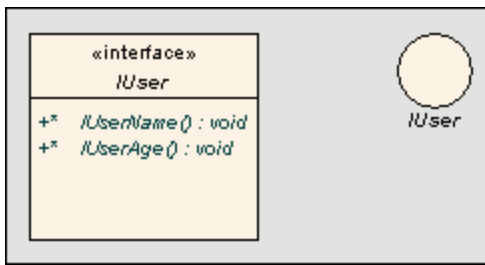 «interface»
IUser
+* IUserName() : void
+* IUserAge() : void
IUser